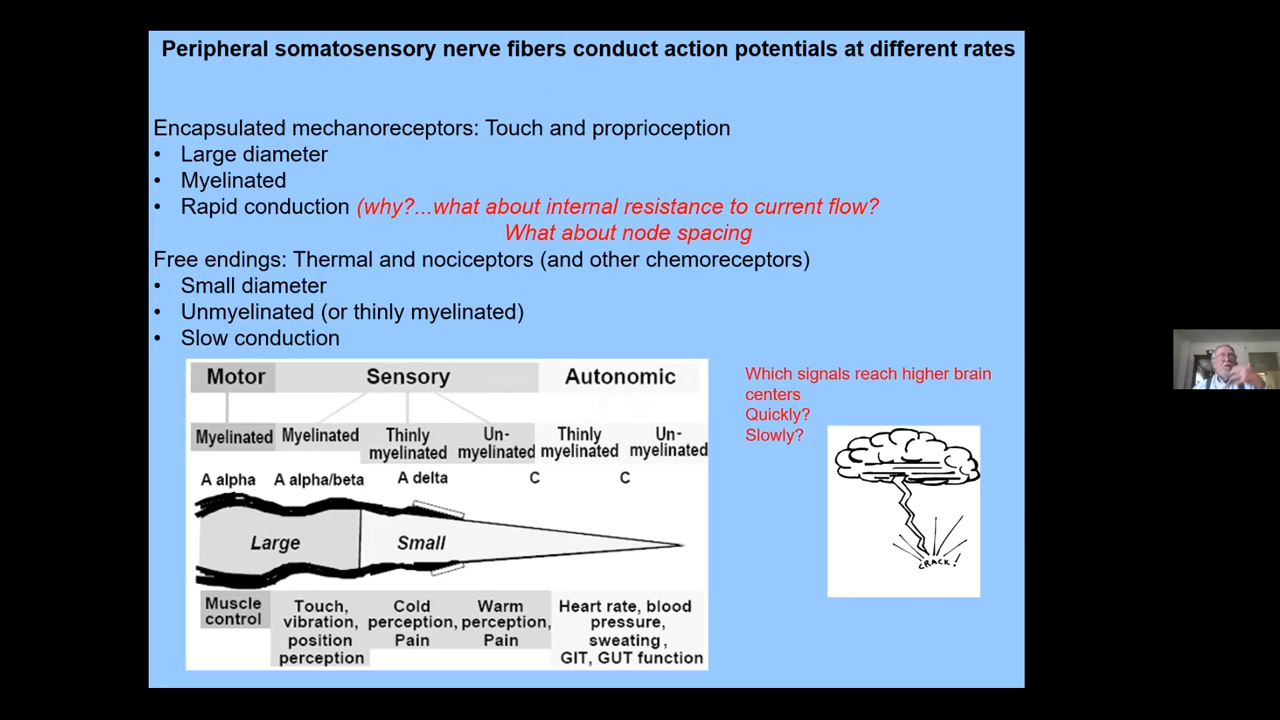 Peripheral somatosensory nerve fibers conduct action potentials at different rates
Encapsulated mechanoreceptors: Touch and proprioception
• Large diameter
• Myelinated
• Rapid conduction (why?...what about internal resistance to current flow?
What about node spacing
Free endings: Thermal and nociceptors (and other chemoreceptors)
• Small diameter
• Unmyelinated (or thinly myelinated)
• Slow conduction
Motor Sensory Autonomic
Myelinated Myelinated Thinly myelinated Un-myelinated Thinly myelinated Un-myelinated
A alpha A alpha/beta A delta C C
Large Small
Muscle control
Touch, vibration, position perception
Cold perception, Pain
Warm perception, Pain
Heart rate, blood pressure, sweating, GIT, GUT function
Which signals reach higher brain
centers
Quickly?
Slowly?
CRACK!